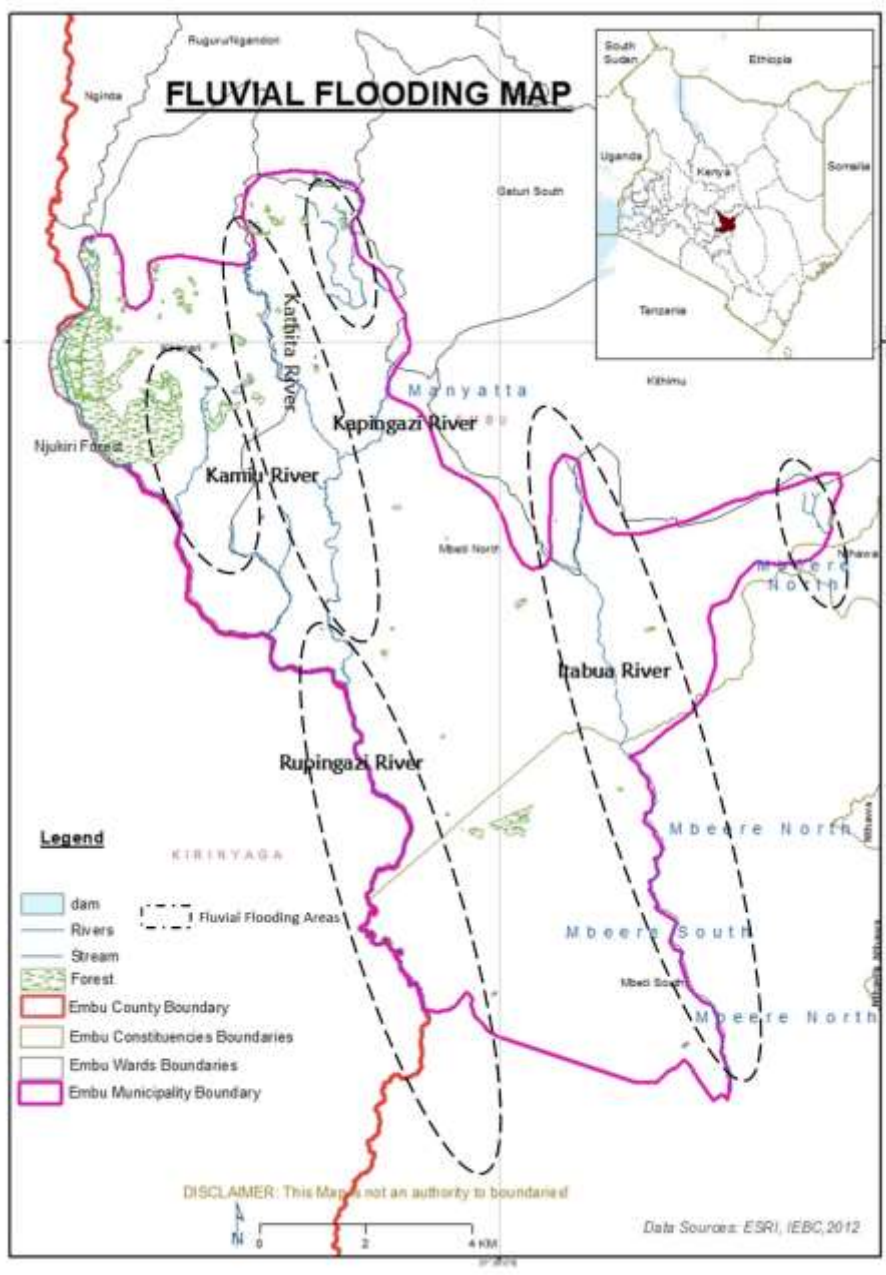 Ruguru/Ngandon
Nginda
FLUVIAL FLOODING MAP
Gaturi South
South
Sudan
Ethiopia
Uganda
Kenya
Somalia
Tanzania
Kithimu
Kathita River
Manyatta
Kapingazi River
Njukiri Forest
Kamiu River
Mbeti North
Nthawa
Mbeere
North
Itabua River
Rupingazi River
Mbeere North
Nthawa
KIRINYAGA
Mbeere South
Mbeti South
Mbeere North
Legend
dam
Rivers
Stream
Forest
Embu County Boundary
Embu Constituencies Boundaries
Embu Wards Boundaries
Embu Municipality Boundary
Fluvial Flooding Areas
DISCLAIMER: This Map is not an authority to boundaries!
N
0 2 4 KM
Data Sources: ESRI, IEBC,2012